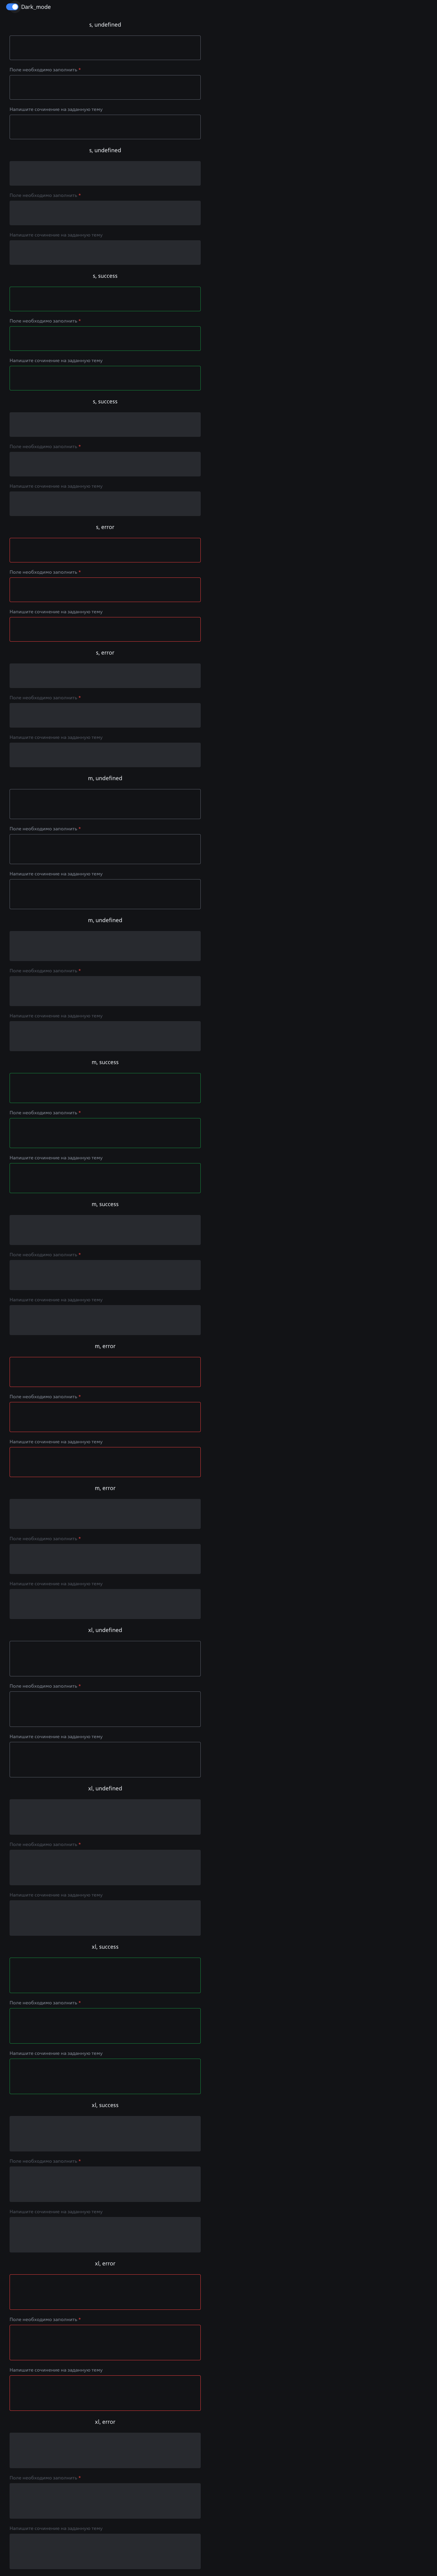 Dark_mode
s, undefined
Поле необходимо заполнить *
Напишите сочинение на заданную тему
s, undefined
Поле необходимо заполнить *
Напишите сочинение на заданную тему
s, success
Поле необходимо заполнить *
Напишите сочинение на заданную тему
s, success
Поле необходимо заполнить *
Напишите сочинение на заданную тему
s, error
Поле необходимо заполнить *
Напишите сочинение на заданную тему
s, error
Поле необходимо заполнить *
Напишите сочинение на заданную тему
m, undefined
Поле необходимо заполнить *
Напишите сочинение на заданную тему
m, undefined
Поле необходимо заполнить *
Напишите сочинение на заданную тему
m, success
Поле необходимо заполнить *
Напишите сочинение на заданную тему
m, success
Поле необходимо заполнить *
Напишите сочинение на заданную тему
m, error
Поле необходимо заполнить *
Напишите сочинение на заданную тему
m, error
Поле необходимо заполнить *
Напишите сочинение на заданную тему
xl, undefined
Поле необходимо заполнить *
Напишите сочинение на заданную тему
xl, undefined
Поле необходимо заполнить *
Напишите сочинение на заданную тему
xl, success
Поле необходимо заполнить *
Напишите сочинение на заданную тему
xl, success
Поле необходимо заполнить *
Напишите сочинение на заданную тему
xl, error
Поле необходимо заполнить *
Напишите сочинение на заданную тему
xl, error
Поле необходимо заполнить *
Напишите сочинение на заданную тему